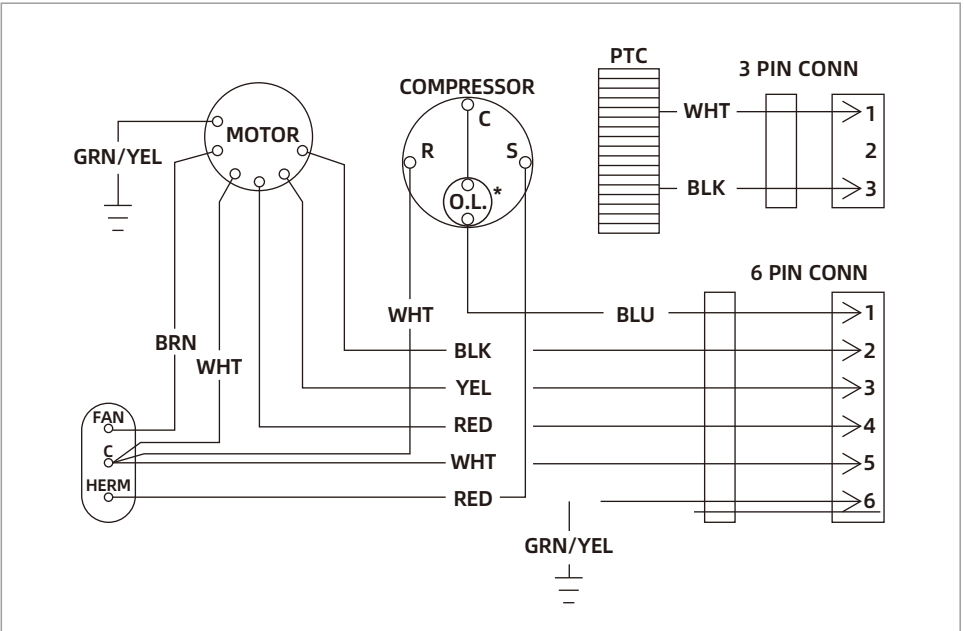 PTC
3 PIN CONN
COMPRESSOR
C
WHT
1
MOTOR
GRN/YEL
R
S
2
BLK
3
O.L.*
6 PIN CONN
WHT
BLU
1
BRN
WHT
BLK
2
YEL
3
FAN
RED
4
C
WHT
5
HERM
RED
6
GRN/YEL